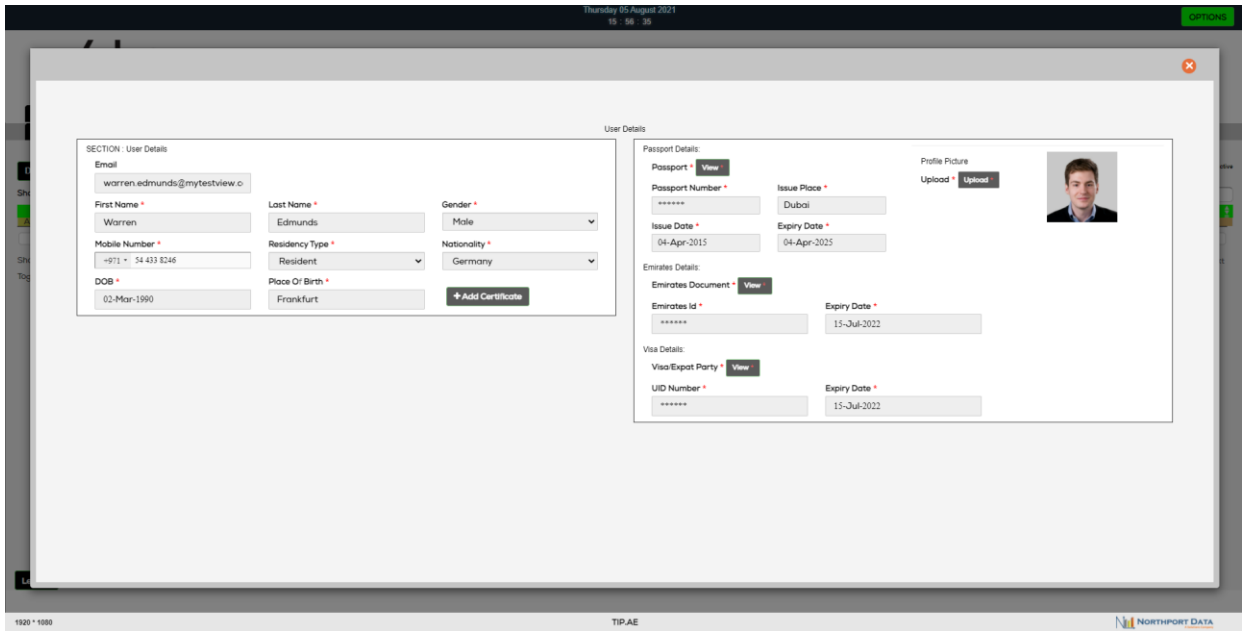 Thursday 05 August 2021
15 : 56 : 35
OPTIONS
User Details
SECTION : User Details
Email
warren.edmunds@mytestview.c
First Name *
Last Name *
Gender *
Warren
Edmunds
Male
Mobile Number *
Residency Type *
Nationality *
+971
54 433 8246
Resident
Germany
DOB *
Place Of Birth *
02-Mar-1990
Frankfurt
+ Add Certificate
Passport Details:
Passport * View *
Passport Number *
Issue Place *
******
Dubai
Issue Date *
Expiry Date *
04-Apr-2015
04-Apr-2025
Profile Picture
Upload * Upload *
Emirates Details:
Emirates Document * View *
Emirates Id *
Expiry Date *
******
15-Jul-2022
Visa Details:
Visa/Expat Party * View *
UID Number *
Expiry Date *
******
15-Jul-2022
1920 * 1080
TIP.AE
NORTHPORT DATA